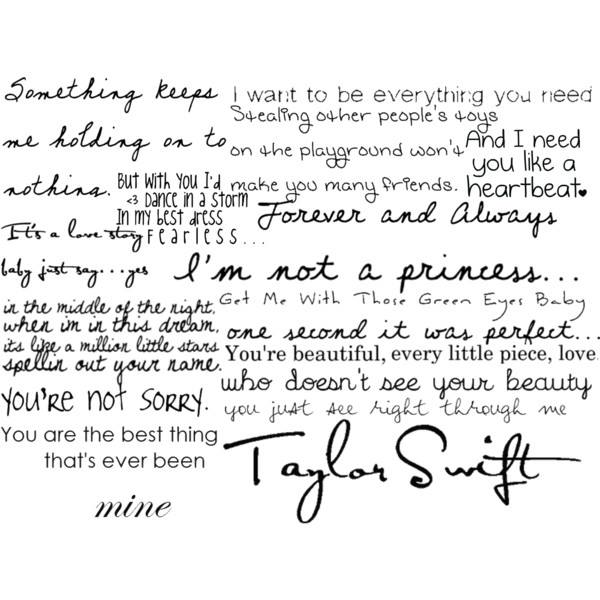 Something keeps
me holding on to
nothing.
I want to be everything you need
Stealing other people's toys
on the playground won't
make you many friends.
And I need
you like a
heartbeat♥
But with you I'd
<3 Dance in a storm
In my best dress
Fearless...
Forever and Always
It's a love story
baby just say...yes
I'm not a princess...
in the middle of the night,
when im in this dream,
its like a million little stars
spellin out your name.
Get Me With Those Green Eyes Baby
one second it was perfect...
You're beautiful, every little piece, love
who doesn't see your beauty
you just see right through me
YOU'RE NOT SORRY.
You are the best thing
that's ever been
mine
Taylor Swift